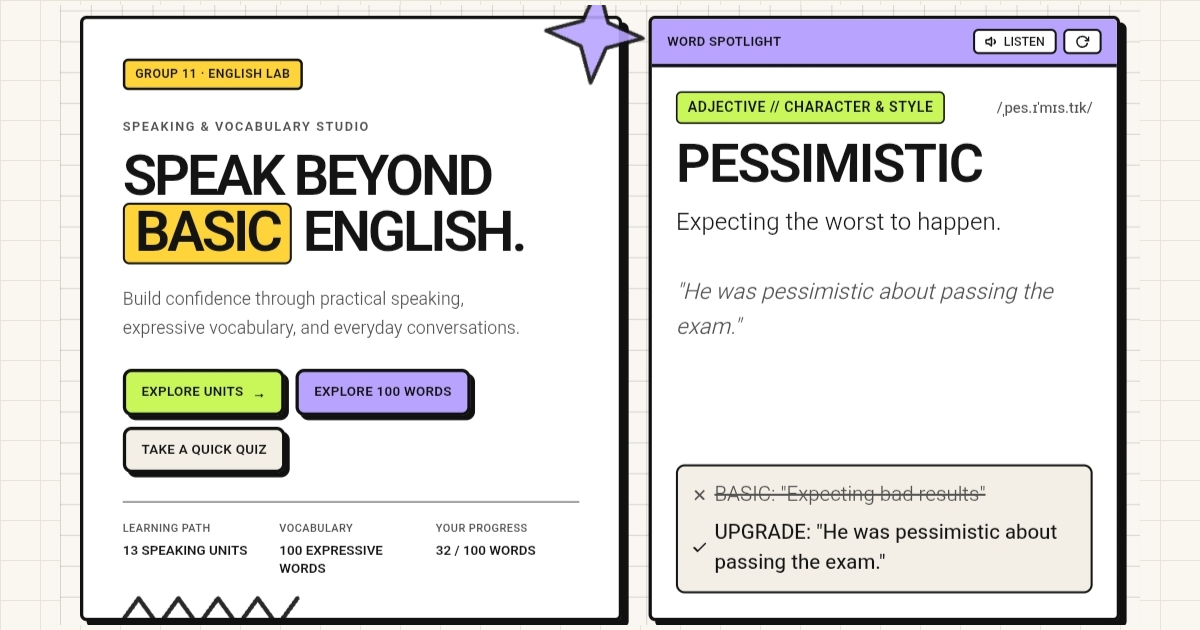 GROUP 11 · ENGLISH LAB
SPEAKING & VOCABULARY STUDIO
SPEAK BEYOND
BASIC ENGLISH.
Build confidence through practical speaking,
expressive vocabulary, and everyday conversations.
EXPLORE UNITS →
EXPLORE 100 WORDS
TAKE A QUICK QUIZ
LEARNING PATH
13 SPEAKING UNITS
VOCABULARY
100 EXPRESSIVE
WORDS
YOUR PROGRESS
32 / 100 WORDS
WORD SPOTLIGHT
LISTEN
ADJECTIVE // CHARACTER & STYLE
/ˌpes.ɪˈmɪs.tɪk/
PESSIMISTIC
Expecting the worst to happen.
"He was pessimistic about passing the
exam."
BASIC: "Expecting bad results"
UPGRADE: "He was pessimistic about
passing the exam."